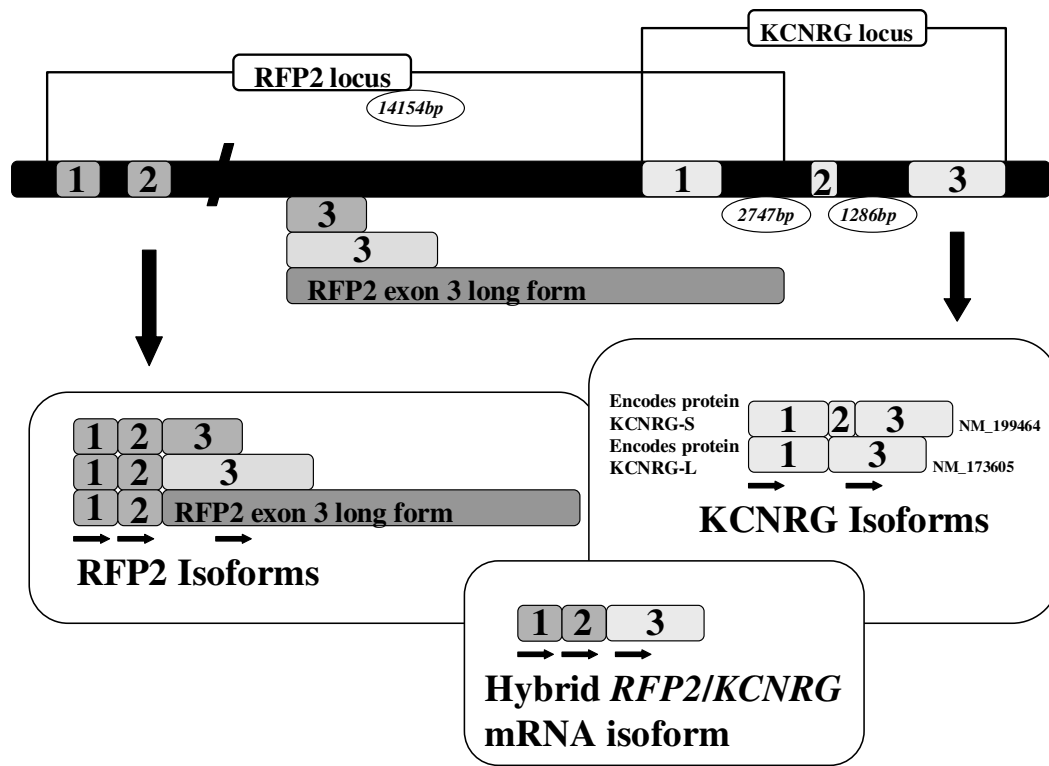 KCNRG locus
RFP2 locus
14154bp
1 2 1 2 3
2747bp 1286bp
3
3
RFP2 exon 3 long form
Encodes protein
KCNRG-S
1 2 3
NM_199464
Encodes protein
KCNRG-L
1 3
NM_173605
KCNRG Isoforms
1 2 3
1 2 3
1 2 RFP2 exon 3 long form
RFP2 Isoforms
1 2 3
Hybrid RFP2/KCNRG
mRNA isoform